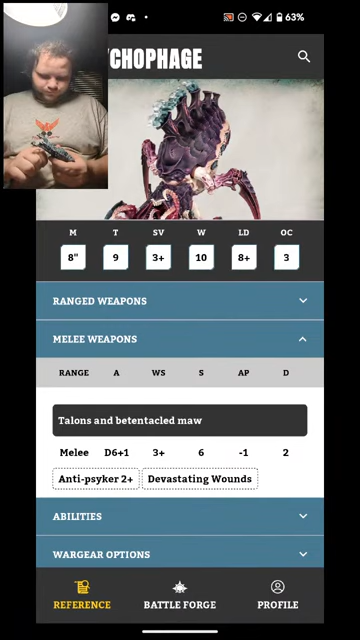 63%
CHOPHAGE
M T SV W LD OC
8" 9 3+ 10 8+ 3
RANGED WEAPONS
MELEE WEAPONS
RANGE A WS S AP D
Talons and betentacled maw
Melee D6+1 3+ 6 -1 2
Anti-psyker 2+ Devastating Wounds
ABILITIES
WARGEAR OPTIONS
REFERENCE BATTLE FORGE PROFILE